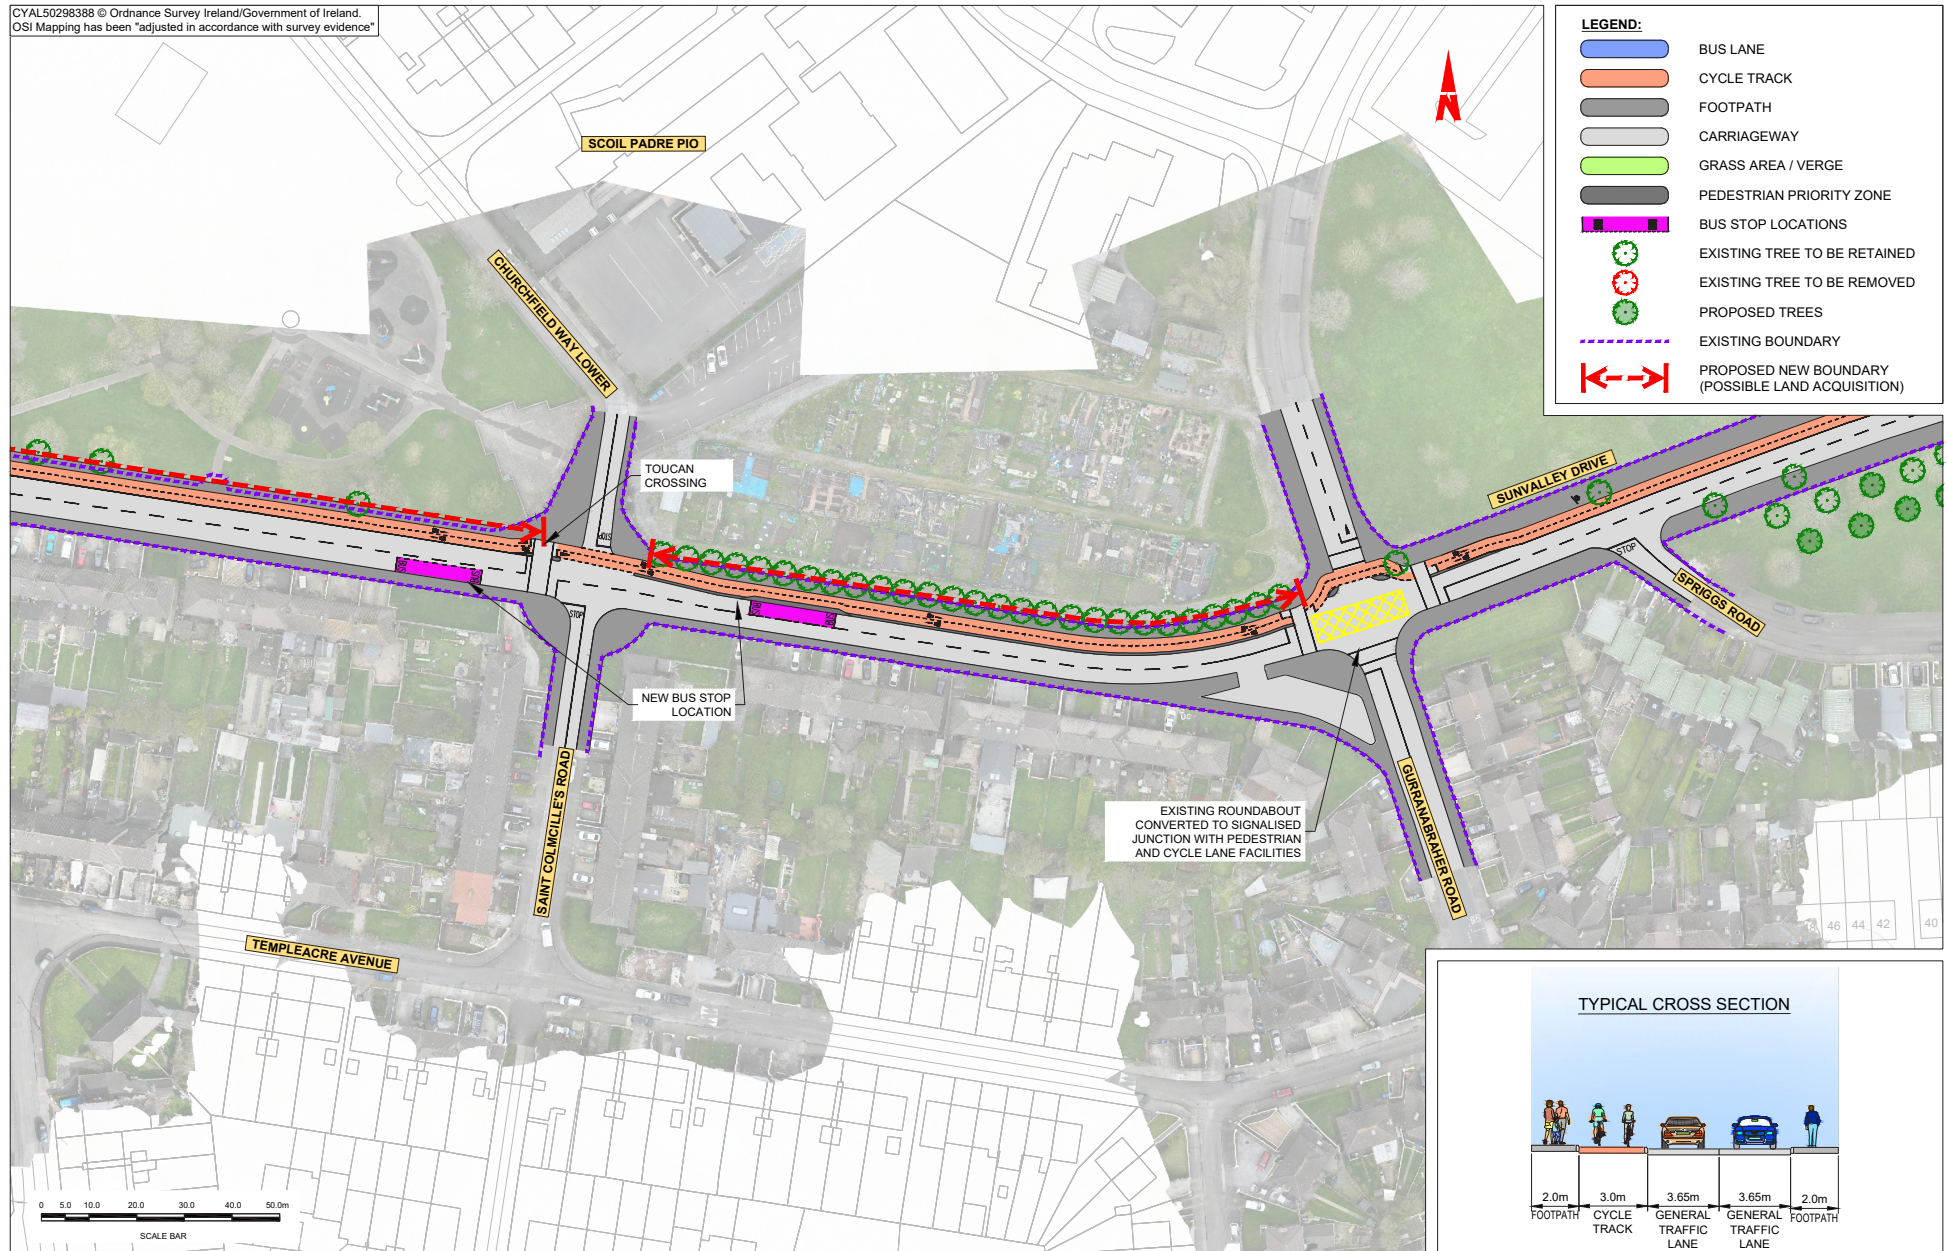 CYAL50298388 © Ordnance Survey Ireland/Government of Ireland.
OSI Mapping has been "adjusted in accordance with survey evidence"
SCOIL PADRE PIO
CHURCHFIELD WAY LOWER
TOUCAN
CROSSING
STOP
STOP
BUS
BUS
BUS
BUS
NEW BUS STOP
LOCATION
SAINT COLMCILLE'S ROAD
TEMPLEACRE AVENUE
SUNVALLEY DRIVE
STOP
SPRIGGS ROAD
GURRANABRAHER ROAD
EXISTING ROUNDABOUT
CONVERTED TO SIGNALISED
JUNCTION WITH PEDESTRIAN
AND CYCLE LANE FACILITIES
46 44 42 40
N
LEGEND:
BUS LANE
CYCLE TRACK
FOOTPATH
CARRIAGEWAY
GRASS AREA / VERGE
PEDESTRIAN PRIORITY ZONE
BUS STOP LOCATIONS
EXISTING TREE TO BE RETAINED
EXISTING TREE TO BE REMOVED
PROPOSED TREES
EXISTING BOUNDARY
PROPOSED NEW BOUNDARY
(POSSIBLE LAND ACQUISITION)
0 5.0 10.0 20.0 30.0 40.0 50.0m
SCALE BAR
TYPICAL CROSS SECTION
2.0m 3.0m 3.65m 3.65m 2.0m
FOOTPATH CYCLE GENERAL GENERAL FOOTPATH
TRACK TRAFFIC TRAFFIC
LANE LANE